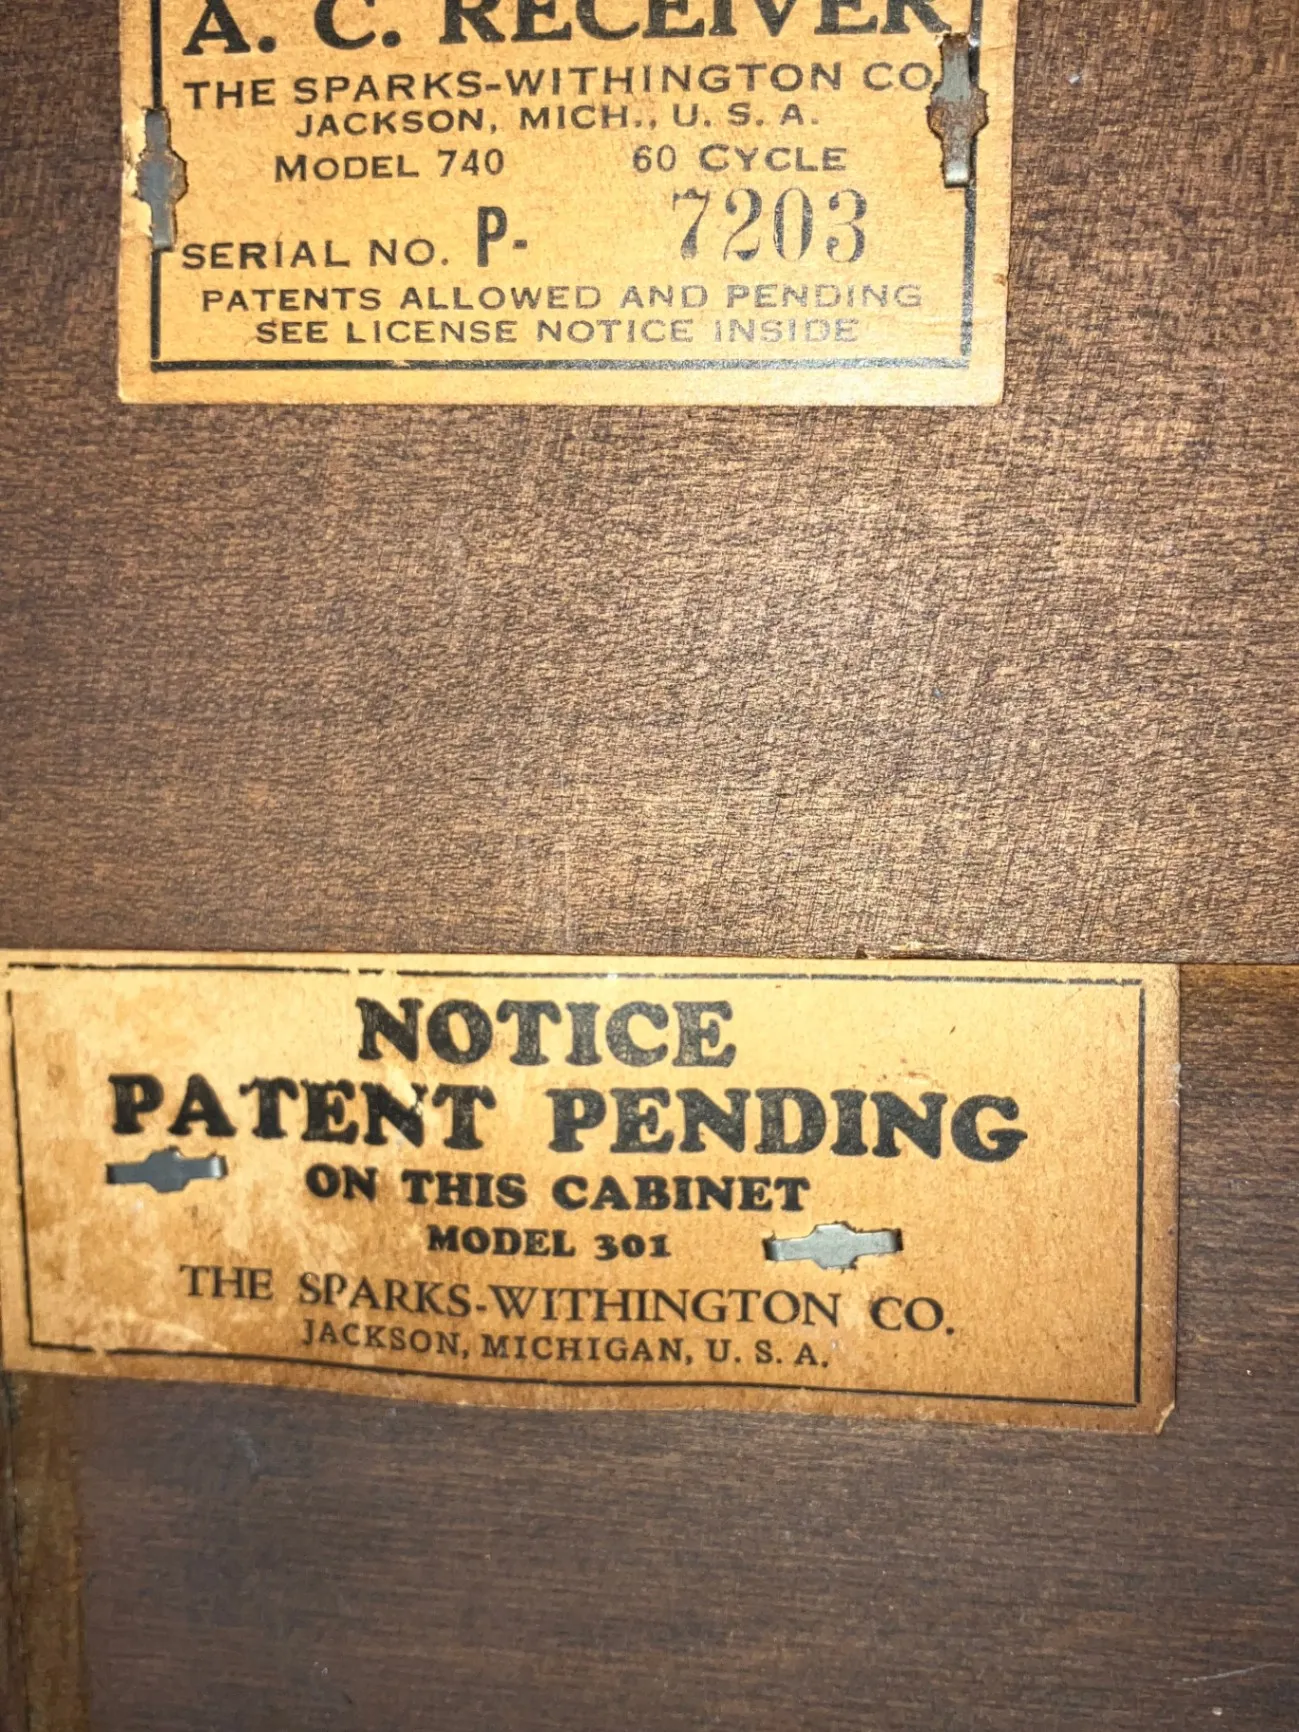 A. C. RECEIVER
THE SPARKS-WITHINGTON CO.
JACKSON, MICH., U. S. A.
MODEL 740 60 CYCLE
SERIAL NO. P- 7203
PATENTS ALLOWED AND PENDING
SEE LICENSE NOTICE INSIDE
NOTICE
PATENT PENDING
ON THIS CABINET
MODEL 301
THE SPARKS-WITHINGTON CO.
JACKSON, MICHIGAN, U. S. A.